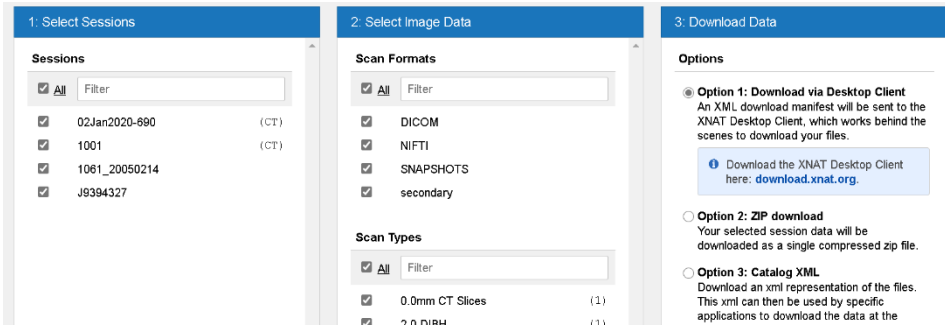 1: Select Sessions
Sessions
All Filter
02Jan2020-690 (CT)
1001 (CT)
1061_20050214
J9394327
2: Select Image Data
Scan Formats
All Filter
DICOM
NIFTI
SNAPSHOTS
secondary
Scan Types
All Filter
0.0mm CT Slices (1)
2.0 DIBH (1)
3: Download Data
Options
Option 1: Download via Desktop Client
An XML download manifest will be sent to the
XNAT Desktop Client, which works behind the
scenes to download your files.
Download the XNAT Desktop Client
here: download.xnat.org.
Option 2: ZIP download
Your selected session data will be
downloaded as a single compressed zip file.
Option 3: Catalog XML
Download an xml representation of the files.
This xml can then be used by specific
applications to download the data at the